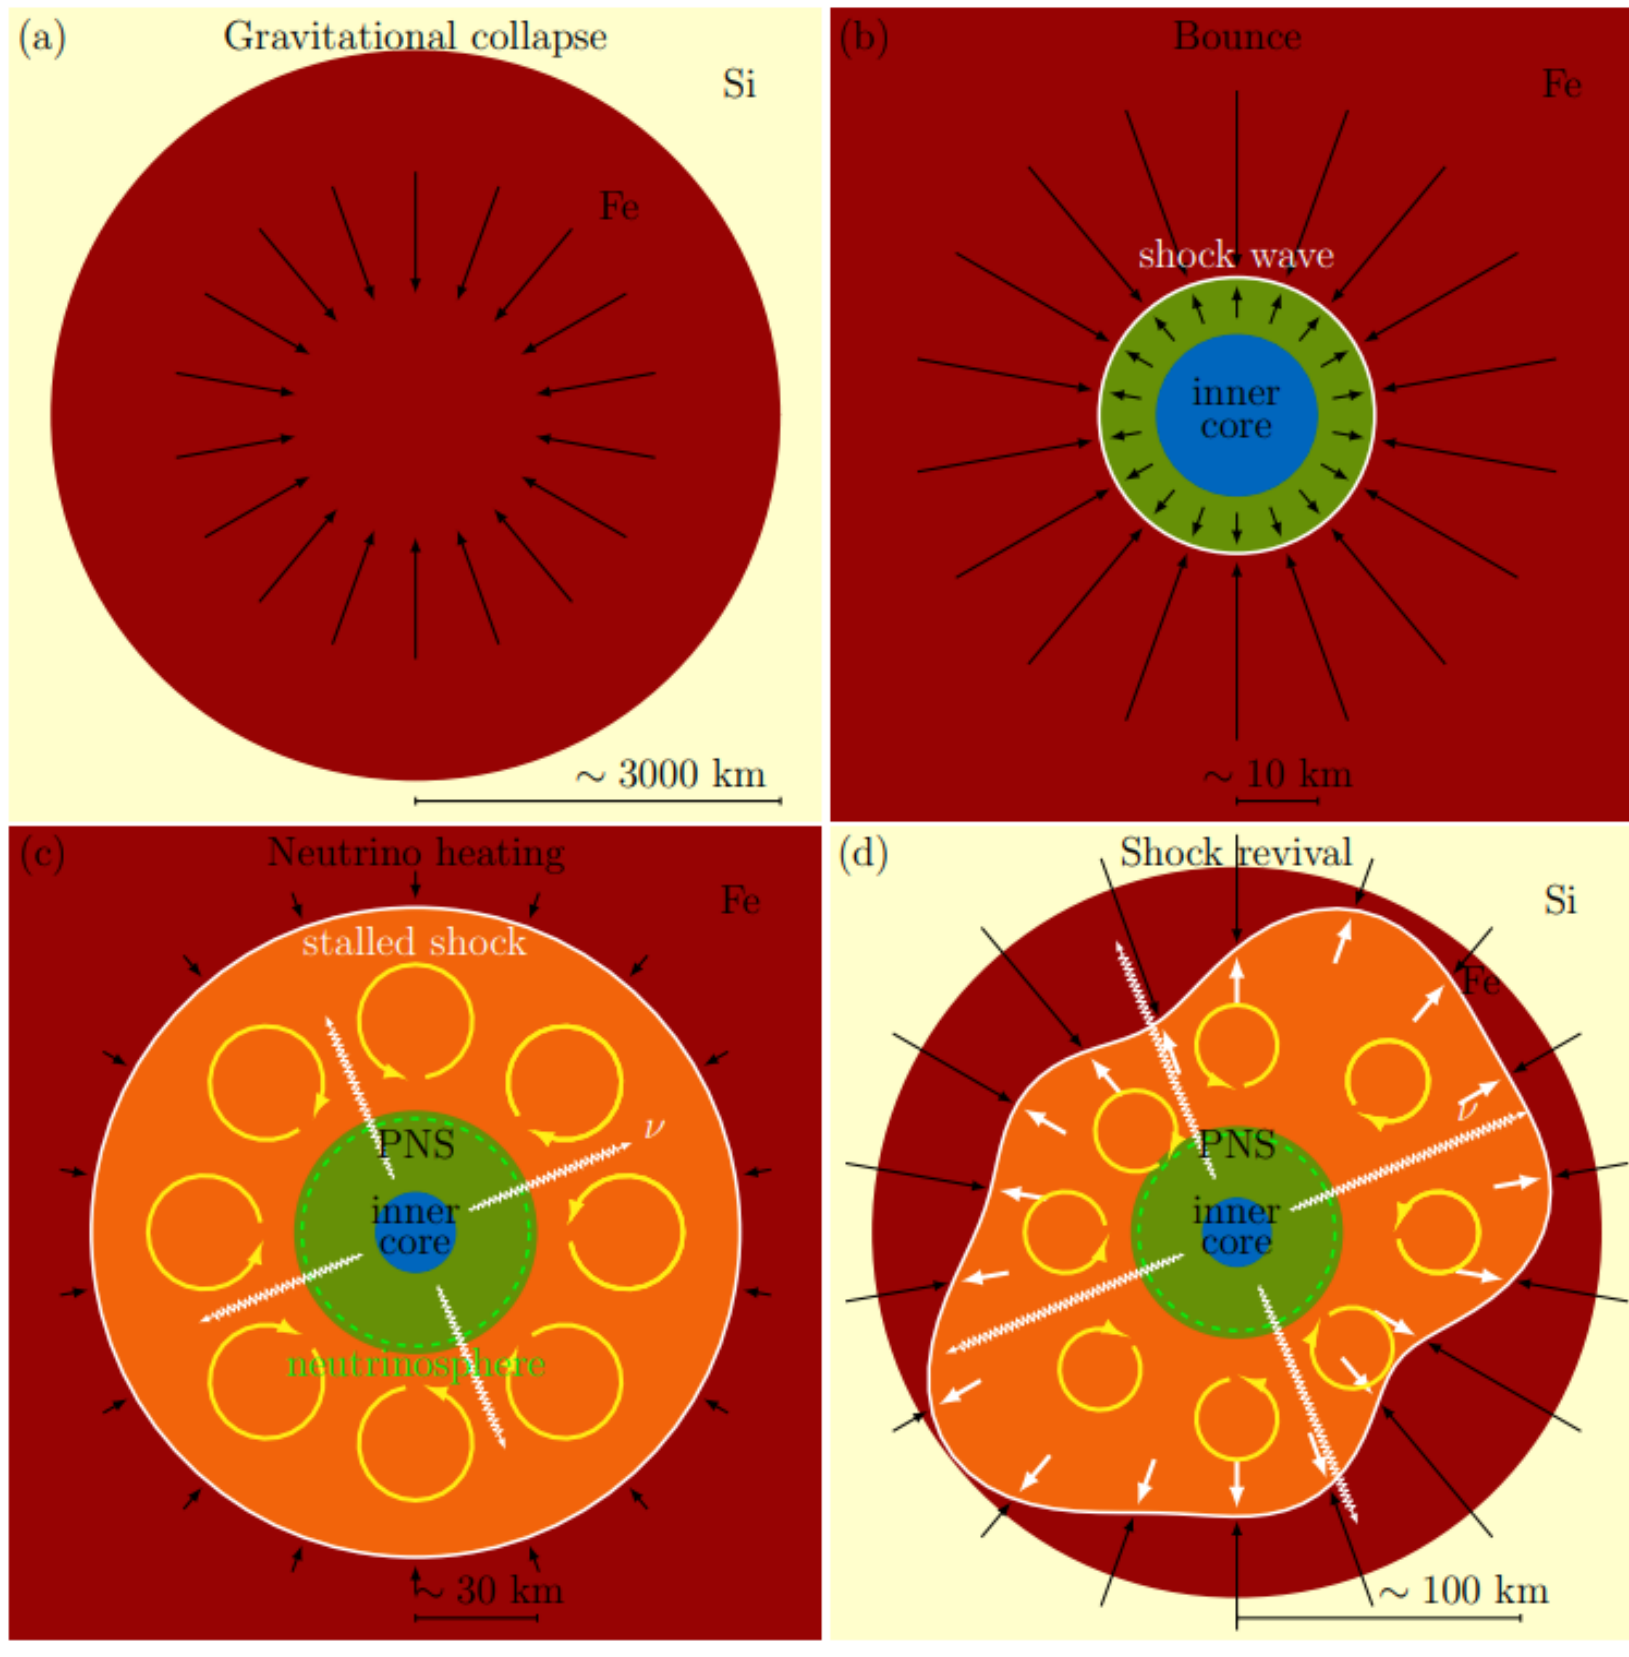 (a)
Gravitational collapse
Si
Fe
∼ 3000 km
(b)
Bounce
Fe
shock wave
inner
core
∼ 10 km
(c)
Neutrino heating
Fe
stalled shock
PNS
ν
inner
core
neutrinosphere
∼ 30 km
(d)
Shock revival
Si
Fe
ν
PNS
inner
core
∼ 100 km